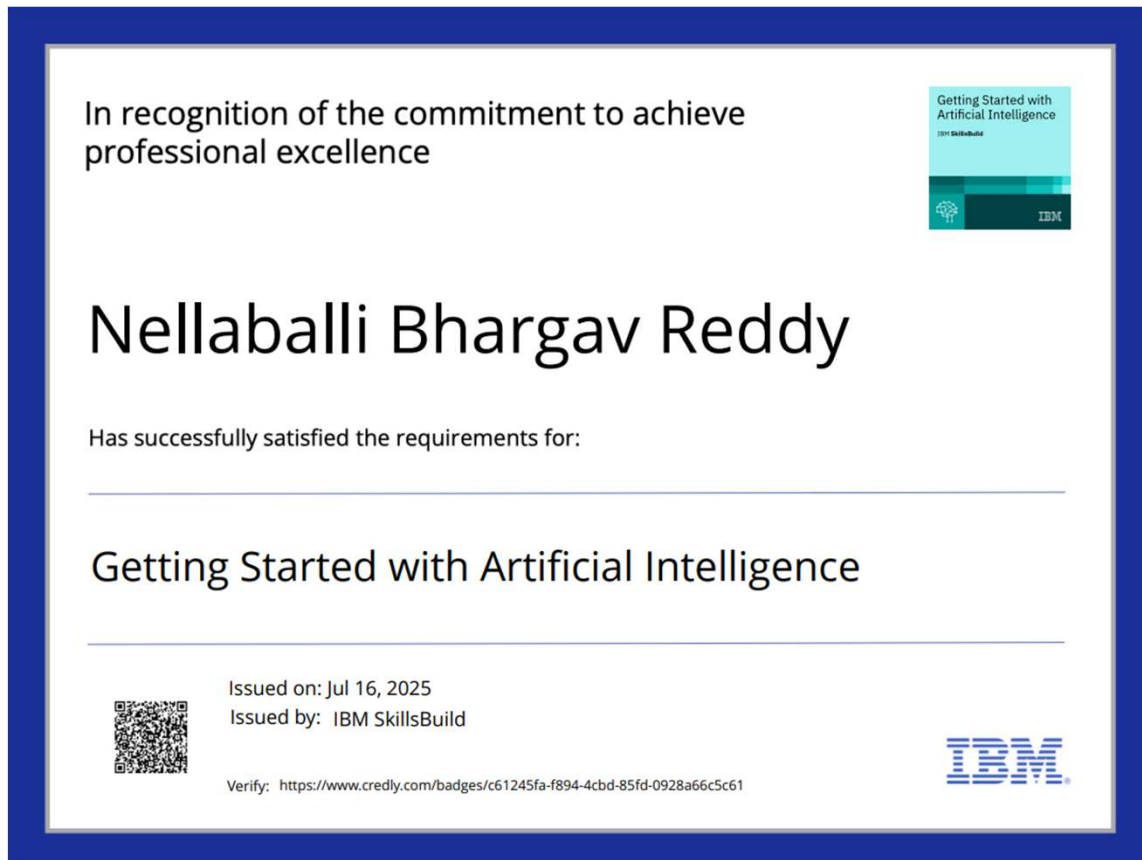 In recognition of the commitment to achieve
professional excellence
Getting Started with
Artificial Intelligence
IBM SkillsBuild
IBM
Nellaballi Bhargav Reddy
Has successfully satisfied the requirements for:
Getting Started with Artificial Intelligence
Issued on: Jul 16, 2025
Issued by: IBM SkillsBuild
Verify: https://www.credly.com/badges/c61245fa-f894-4cbd-85fd-0928a66c5c61
IBM®